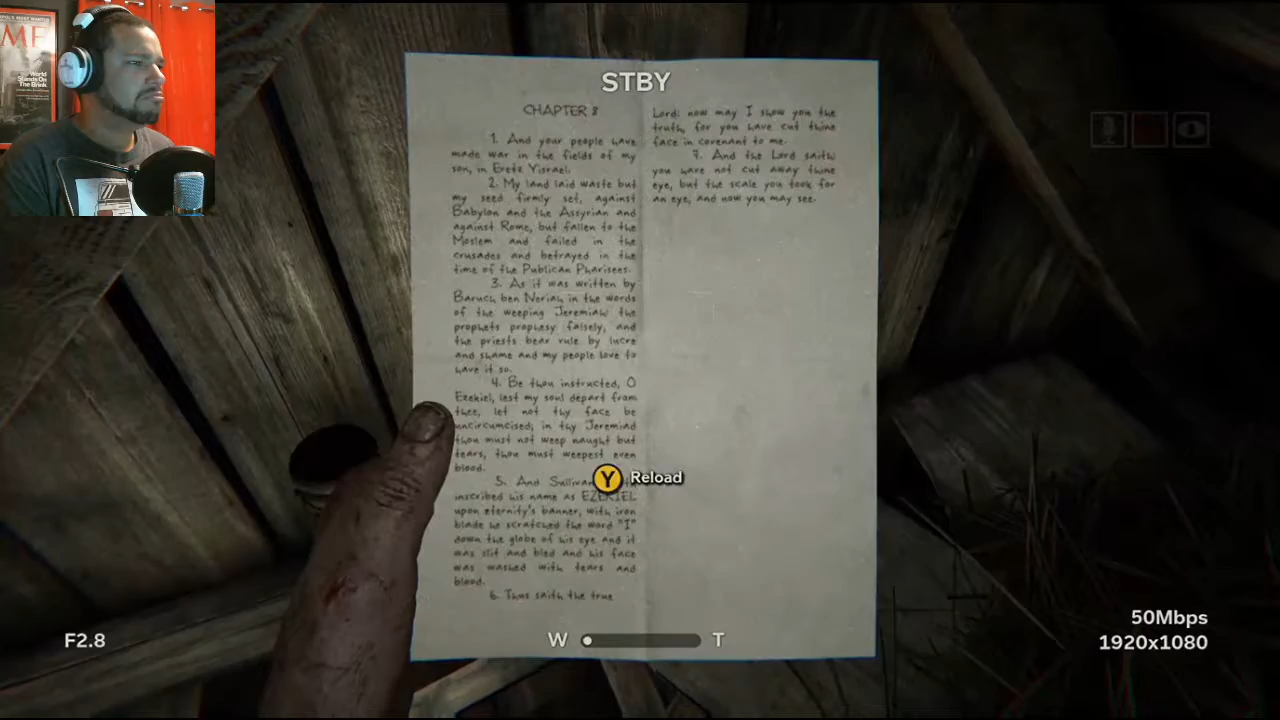 ME
World
Stands On
The Brink
STBY
CHAPTER 8
1. And your people have
made war in the fields of my
son, in Eretz Yisrael.
2. My land laid waste but
my seed firmly set, against
Babylon and the Assyrian and
against Rome, but fallen to the
Moslem and failed in the
crusades and betrayed in the
time of the Publican Pharisees.
3. As it was written by
Baruch ben Neriah in the words
of the weeping Jeremiah: the
prophets prophesy falsely, and
the priests bear rule by lucre
and shame and my people love to
have it so.
4. Be thou instructed, O
Ezekiel, lest my soul depart from
thee, let not thy face be
uncircumcised, in thy Jeremiad
thou must not weep naught but
tears, thou must weepest even
blood.
5. And Sullivan
inscribed his name as EZEKIEL
upon eternity's banner, with iron
blade he scratched the word "I"
down the globe of his eye and it
was slit and bled and his face
was washed with tears and
blood.
6. Thus saith the true
Lord: now may I show you the
truth, for you have cut thine
face in covenant to me.
7. And the Lord saith
you have not cut away thine
eye, but the scale you took for
an eye, and now you may see.
Y Reload
F2.8
W T
50Mbps
1920x1080